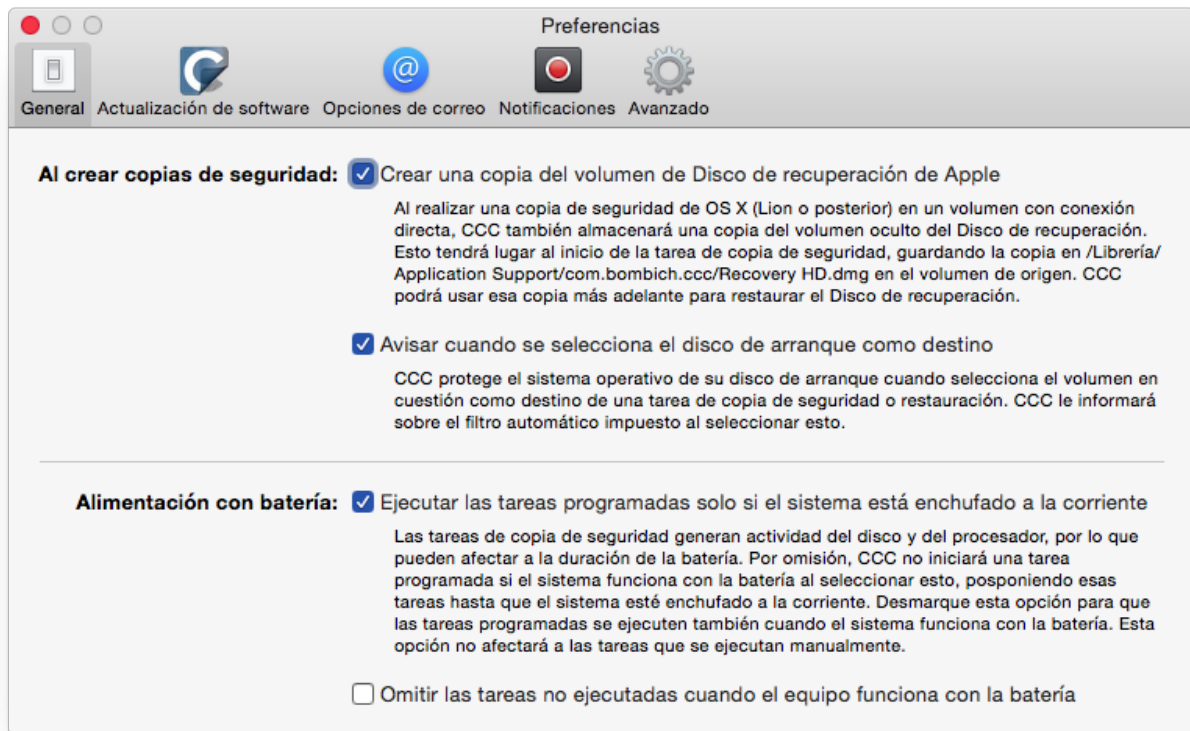 Preferencias
General Actualización de software Opciones de correo Notificaciones Avanzado
Al crear copias de seguridad: Crear una copia del volumen de Disco de recuperación de Apple
Al realizar una copia de seguridad de OS X (Lion o posterior) en un volumen con conexión
directa, CCC también almacenará una copia del volumen oculto del Disco de recuperación.
Esto tendrá lugar al inicio de la tarea de copia de seguridad, guardando la copia en /Librería/
Application Support/com.bombich.ccc/Recovery HD.dmg en el volumen de origen. CCC
podrá usar esa copia más adelante para restaurar el Disco de recuperación.
Avisar cuando se selecciona el disco de arranque como destino
CCC protege el sistema operativo de su disco de arranque cuando selecciona el volumen en
cuestión como destino de una tarea de copia de seguridad o restauración. CCC le informará
sobre el filtro automático impuesto al seleccionar esto.
Alimentación con batería: Ejecutar las tareas programadas solo si el sistema está enchufado a la corriente
Las tareas de copia de seguridad generan actividad del disco y del procesador, por lo que
pueden afectar a la duración de la batería. Por omisión, CCC no iniciará una tarea
programada si el sistema funciona con la batería al seleccionar esto, posponiendo esas
tareas hasta que el sistema esté enchufado a la corriente. Desmarque esta opción para que
las tareas programadas se ejecuten también cuando el sistema funciona con la batería. Esta
opción no afectará a las tareas que se ejecutan manualmente.
Omitir las tareas no ejecutadas cuando el equipo funciona con la batería